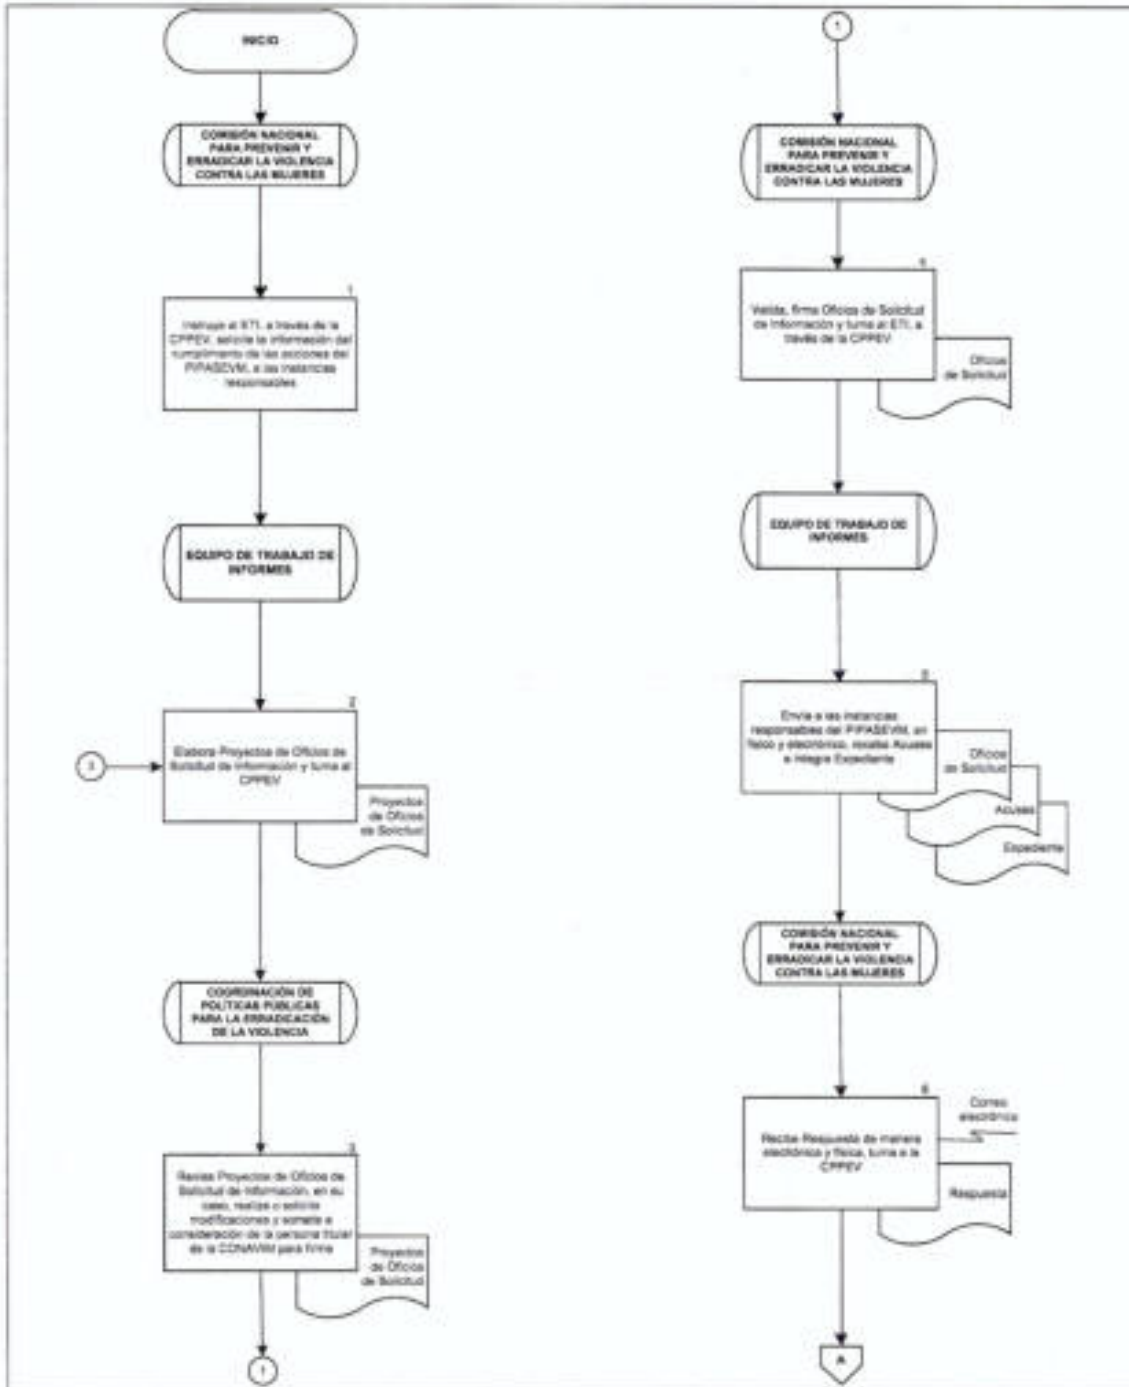 INICIO
COMISIÓN NACIONAL
PARA PREVENIR Y
ERRADICAR LA VIOLENCIA
CONTRA LAS MUJERES
1
Instruye al ETI, a través de la
CPPEV, solicite la información del
cumplimiento de las acciones del
PIPASEVM, a las instancias
responsables
EQUIPO DE TRABAJO DE
INFORMES
2
3
Elabora Proyectos de Oficios de
Solicitud de Información y turna al
CPPEV
Proyectos
de Oficios
de Solicitud
COORDINACIÓN DE
POLÍTICAS PÚBLICAS
PARA LA ERRADICACIÓN
DE LA VIOLENCIA
3
Revisa Proyectos de Oficios de
Solicitud de Información, en su
caso, realiza o solicita
modificaciones y somete a
consideración de la persona titular
de la CONAVIM para firma
Proyectos
de Oficios
de Solicitud
1
1
COMISIÓN NACIONAL
PARA PREVENIR Y
ERRADICAR LA VIOLENCIA
CONTRA LAS MUJERES
Valida, firma Oficios de Solicitud
de Información y turna al ETI, a
través de la CPPEV
Oficios
de Solicitud
EQUIPO DE TRABAJO DE
INFORMES
5
Envía a las instancias
responsables del PIPASEVM, en
físico y electrónico, recaba Acuses
e integra Expediente
Oficios
de Solicitud
Acuses
Expediente
COMISIÓN NACIONAL
PARA PREVENIR Y
ERRADICAR LA VIOLENCIA
CONTRA LAS MUJERES
6
Recibe Respuesta de manera
electrónica y física, turna a la
CPPEV
Correo
electrónico
Respuesta
A